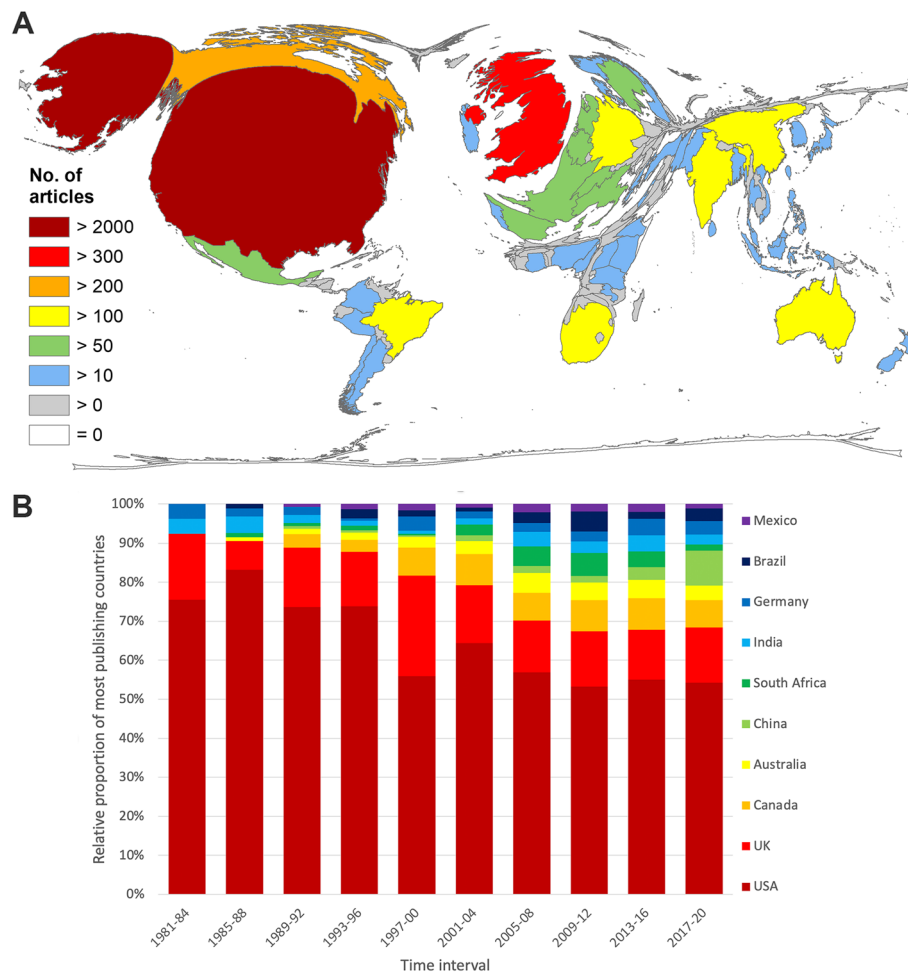 A
No. of
articles
> 2000
> 300
> 200
> 100
> 50
> 10
> 0
= 0
B
Relative proportion of most publishing countries
100%
90%
80%
70%
60%
50%
40%
30%
20%
10%
0%
1981-84
1985-88
1989-92
1993-96
1997-00
2001-04
2005-08
2009-12
2013-16
2017-20
Time interval
Mexico
Brazil
Germany
India
South Africa
China
Australia
Canada
UK
USA